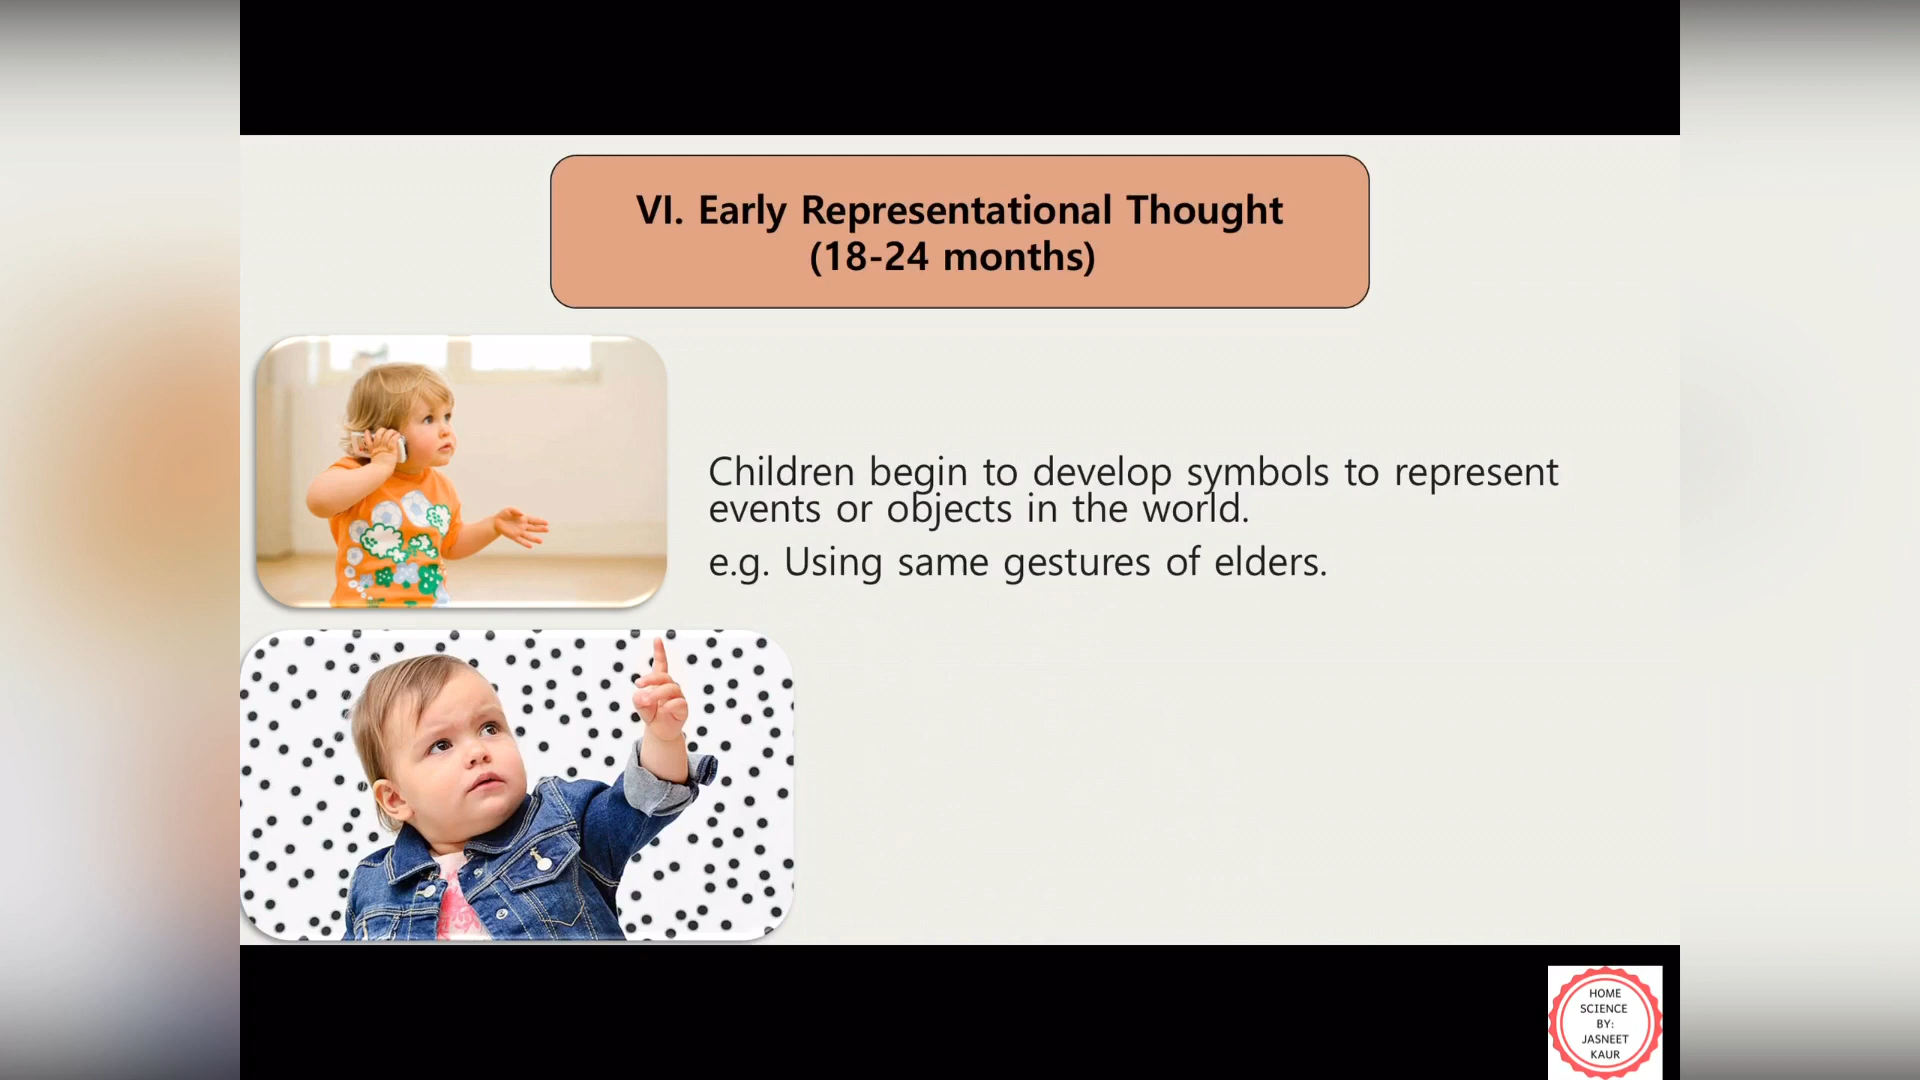 VI. Early Representational Thought
(18-24 months)
Children begin to develop symbols to represent
events or objects in the world.
e.g. Using same gestures of elders.
HOME
SCIENCE
BY:
JASNEET
KAUR